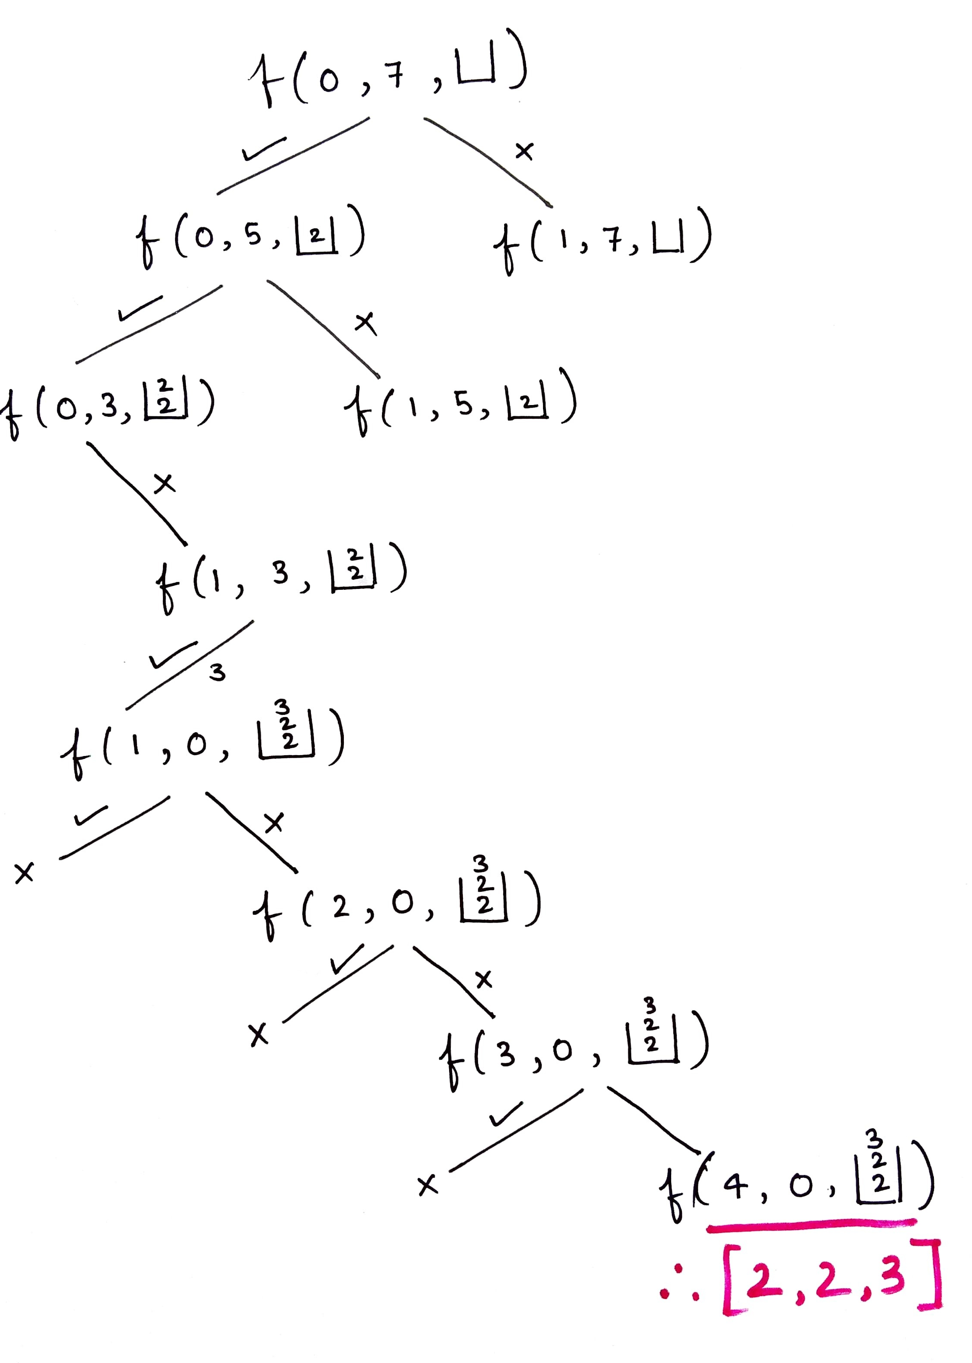 f(0,7,⊔)
✓ x
f(0,5,⌊2⌋) f(1,7,⊔)
✓ x
f(0,3,⌊2 2⌋) f(1,5,⌊2⌋)
x
f(1,3,⌊2 2⌋)
✓ 3
f(1,0,⌊3 2 2⌋)
✓ x
x
f(2,0,⌊3 2 2⌋)
✓ x
x
f(3,0,⌊3 2 2⌋)
✓
x
f(4,0,⌊3 2 2⌋)
∴ [2,2,3]